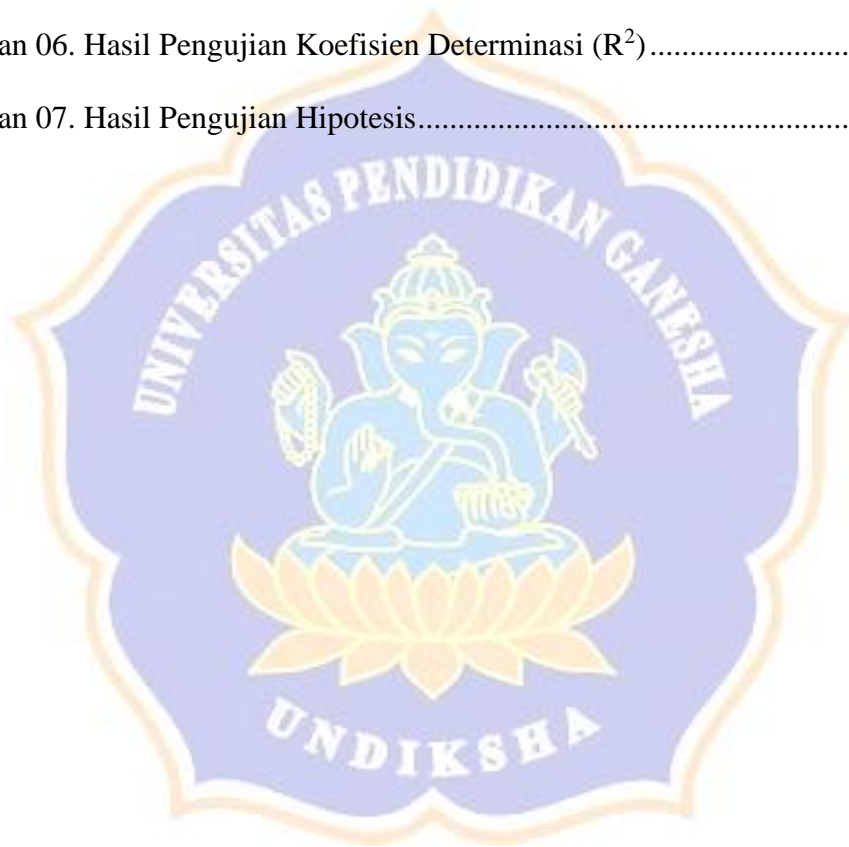 an 06. Hasil Pengujian Koefisien Determinasi (R²)........................
an 07. Hasil Pengujian Hipotesis.............................................
UNIVERSITAS PENDIDIKAN GANESHA
UNDIKSHA